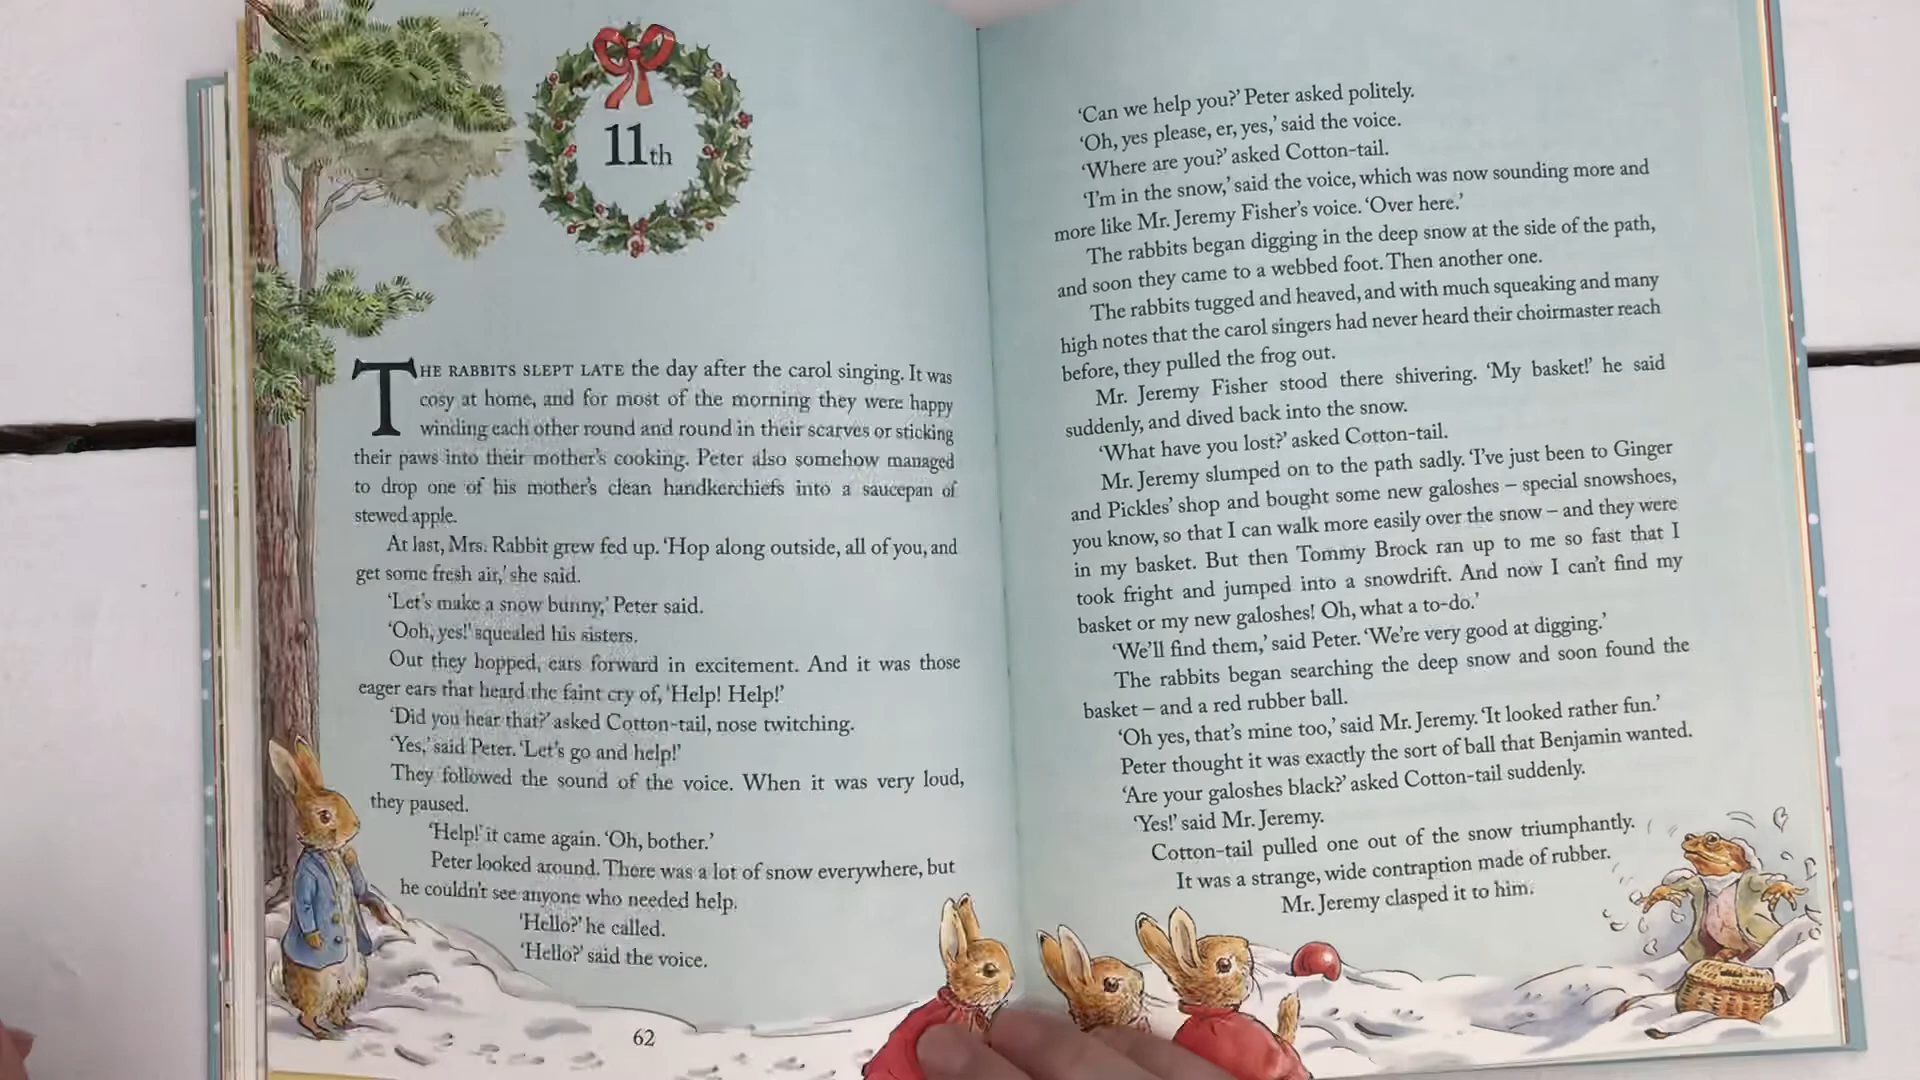 11th
THE RABBITS SLEPT LATE the day after the carol singing. It was
cosy at home, and for most of the morning they were happy
winding each other round and round in their scarves or sticking
their paws into their mother's cooking. Peter also somehow managed
to drop one of his mother's clean handkerchiefs into a saucepan of
stewed apple.
At last, Mrs. Rabbit grew fed up. ‘Hop along outside, all of you, and
get some fresh air,’ she said.
‘Let's make a snow bunny,’ Peter said.
‘Ooh, yes!’ squealed his sisters.
Out they hopped, ears forward in excitement. And it was those
eager ears that heard the faint cry of, ‘Help! Help!’
‘Did you hear that?’ asked Cotton-tail, nose twitching.
‘Yes,’ said Peter. ‘Let's go and help!’
They followed the sound of the voice. When it was very loud,
they paused.
‘Help!’ it came again. ‘Oh, bother.’
Peter looked around. There was a lot of snow everywhere, but
he couldn't see anyone who needed help.
‘Hello?’ he called.
‘Hello?’ said the voice.
62
‘Can we help you?’ Peter asked politely.
‘Oh, yes please, er, yes,’ said the voice.
‘Where are you?’ asked Cotton-tail.
‘I'm in the snow,’ said the voice, which was now sounding more and
more like Mr. Jeremy Fisher's voice. ‘Over here.’
The rabbits began digging in the deep snow at the side of the path,
and soon they came to a webbed foot. Then another one.
The rabbits tugged and heaved, and with much squeaking and many
high notes that the carol singers had never heard their choirmaster reach
before, they pulled the frog out.
Mr. Jeremy Fisher stood there shivering. ‘My basket!’ he said
suddenly, and dived back into the snow.
‘What have you lost?’ asked Cotton-tail.
Mr. Jeremy slumped on to the path sadly. ‘I've just been to Ginger
and Pickles’ shop and bought some new galoshes – special snowshoes,
you know, so that I can walk more easily over the snow – and they were
in my basket. But then Tommy Brock ran up to me so fast that I
took fright and jumped into a snowdrift. And now I can't find my
basket or my new galoshes! Oh, what a to-do.’
‘We'll find them,’ said Peter. ‘We're very good at digging.’
The rabbits began searching the deep snow and soon found the
basket – and a red rubber ball.
‘Oh yes, that's mine too,’ said Mr. Jeremy. ‘It looked rather fun.’
Peter thought it was exactly the sort of ball that Benjamin wanted.
‘Are your galoshes black?’ asked Cotton-tail suddenly.
‘Yes!’ said Mr. Jeremy.
Cotton-tail pulled one out of the snow triumphantly.
It was a strange, wide contraption made of rubber.
Mr. Jeremy clasped it to him.